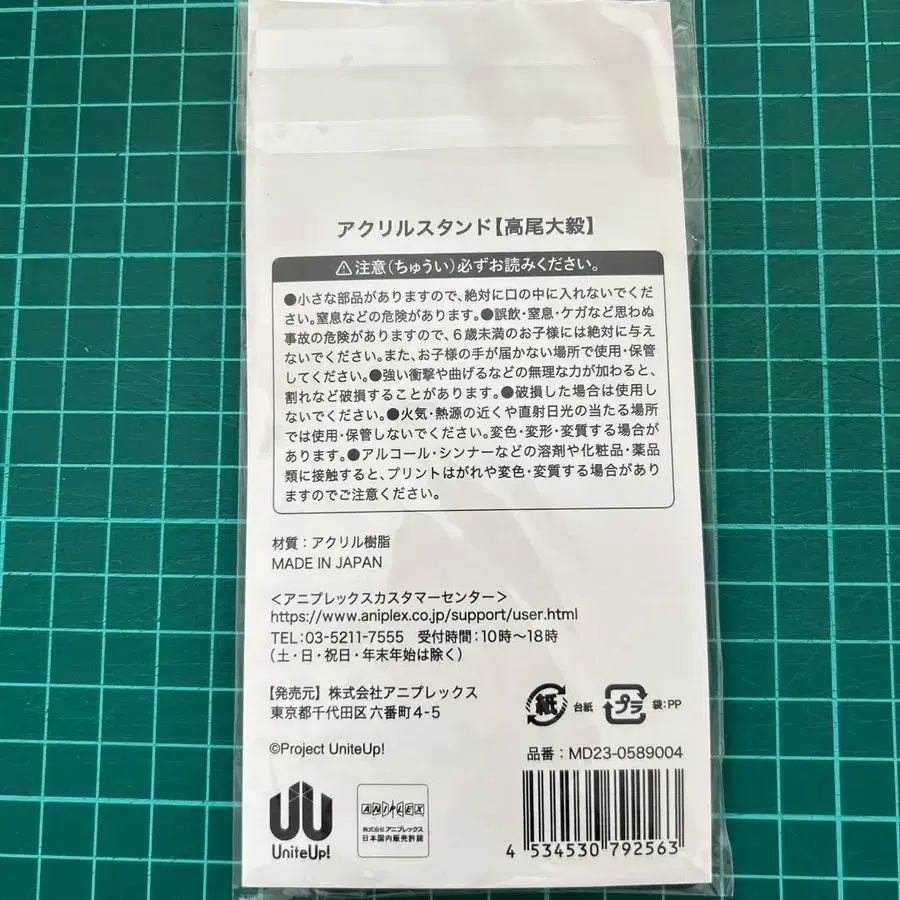 アクリルスタンド【高尾大毅】
⚠注意(ちゅうい)必ずお読みください。
●小さな部品がありますので、絶対に口の中に入れないでくだ
さい。窒息などの危険があります。●誤飲・窒息・ケガなど思わぬ
事故の危険がありますので、6歳未満のお子様には絶対に与え
ないでください。また、お子様の手が届かない場所で使用・保管
してください。●強い衝撃や曲げるなどの無理な力が加わると、
割れなど破損することがあります。●破損した場合は使用し
ないでください。●火気・熱源の近くや直射日光の当たる場所
では使用・保管しないでください。変色・変形・変質する場合が
あります。●アルコール・シンナーなどの溶剤や化粧品・薬品
類に接触すると、プリントはがれや変色・変質する場合があり
ますのでご注意ください。
材質：アクリル樹脂
MADE IN JAPAN
＜アニプレックスカスタマーセンター＞
https://www.aniplex.co.jp/support/user.html
TEL：03-5211-7555 受付時間：10時〜18時
（土・日・祝日・年末年始は除く）
【発売元】株式会社アニプレックス
東京都千代田区六番町4-5
紙 台紙 プラ 袋：PP
©Project UniteUp!
品番：MD23-0589004
UniteUp!
ANIPLEX
株式会社アニプレックス
日本国内販売許諾
4 534530 792563